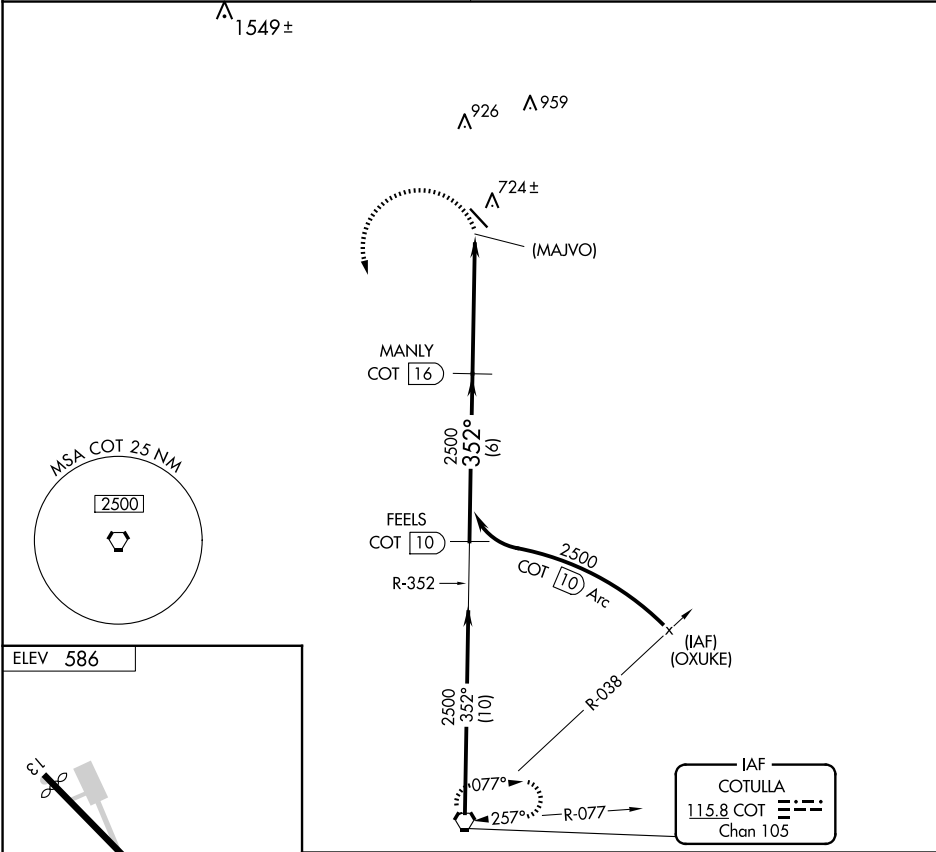 1549 ±
926
959
724 ±
(MAJVO)
MANLY
COT 16
2500
352°
(6)
MSA COT 25 NM
2500
FEELS
COT 10
2500
COT 10 Arc
R-352
(IAF)
(OXUKE)
ELEV 586
R-038
2500
352°
(10)
13
077°
257°
R-077
IAF
COTULLA
115.8 COT
Chan 105